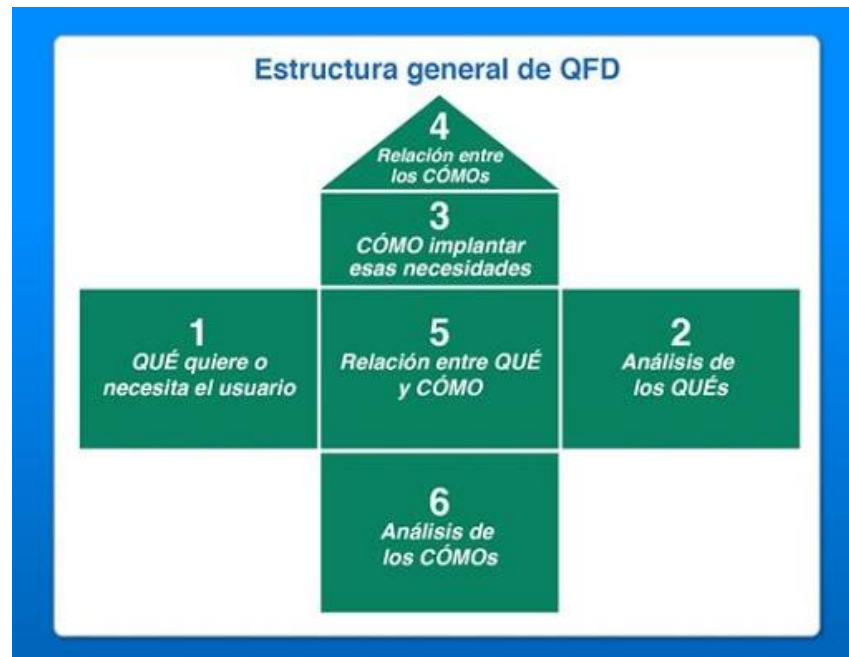 Estructura general de QFD
4
Relación entre
los CÓMOs
3
CÓMO implantar
esas necesidades
1
QUÉ quiere o
necesita el usuario
5
Relación entre QUÉ
y CÓMO
2
Análisis de
los QUÉs
6
Análisis de
los CÓMOs